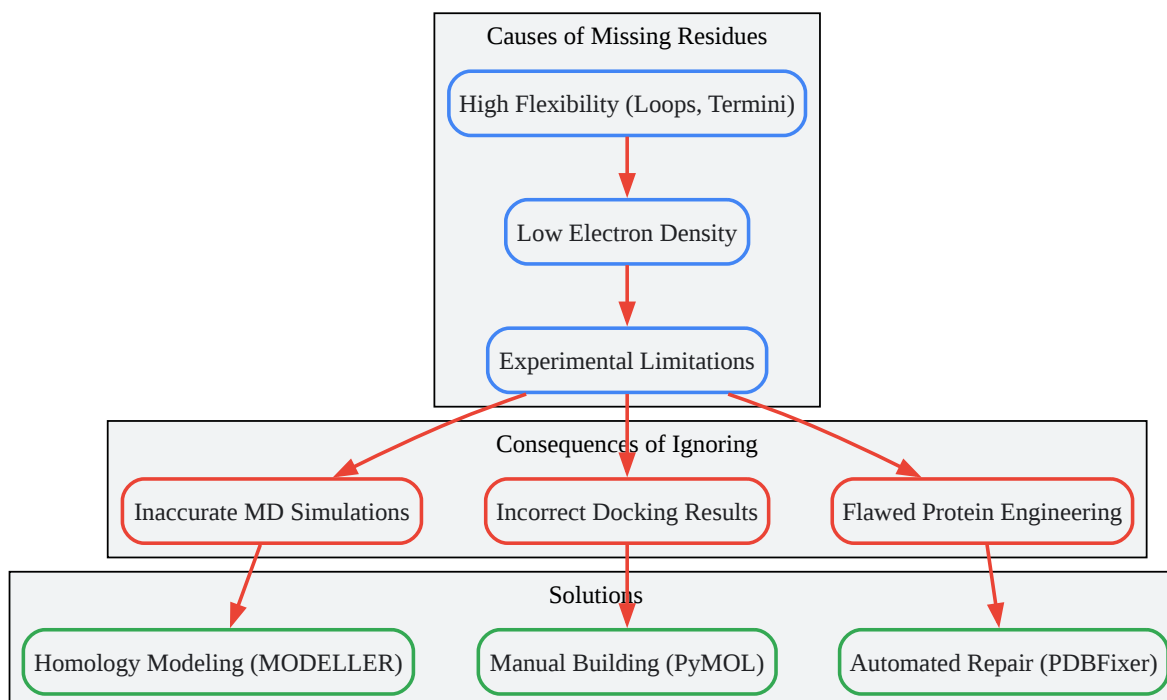 Causes of Missing Residues
High Flexibility (Loops, Termini)
Low Electron Density
Experimental Limitations
Consequences of Ignoring
Inaccurate MD Simulations
Incorrect Docking Results
Flawed Protein Engineering
Solutions
Homology Modeling (MODELLER)
Manual Building (PyMOL)
Automated Repair (PDBFixer)